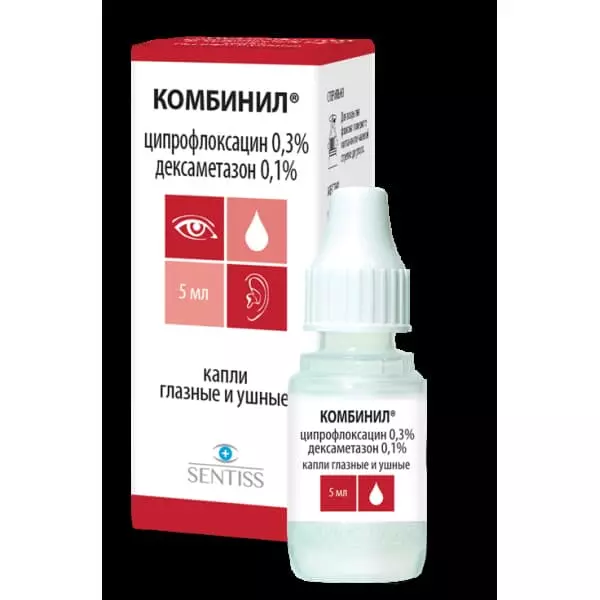 КОМБИНИЛ®
ципрофлоксацин 0,3%
дексаметазон 0,1%
5 мл
капли
глазные и ушные
SENTISS
КОМБИНИЛ®
ципрофлоксацин 0,3%
дексаметазон 0,1%
капли глазные и ушные
5 мл